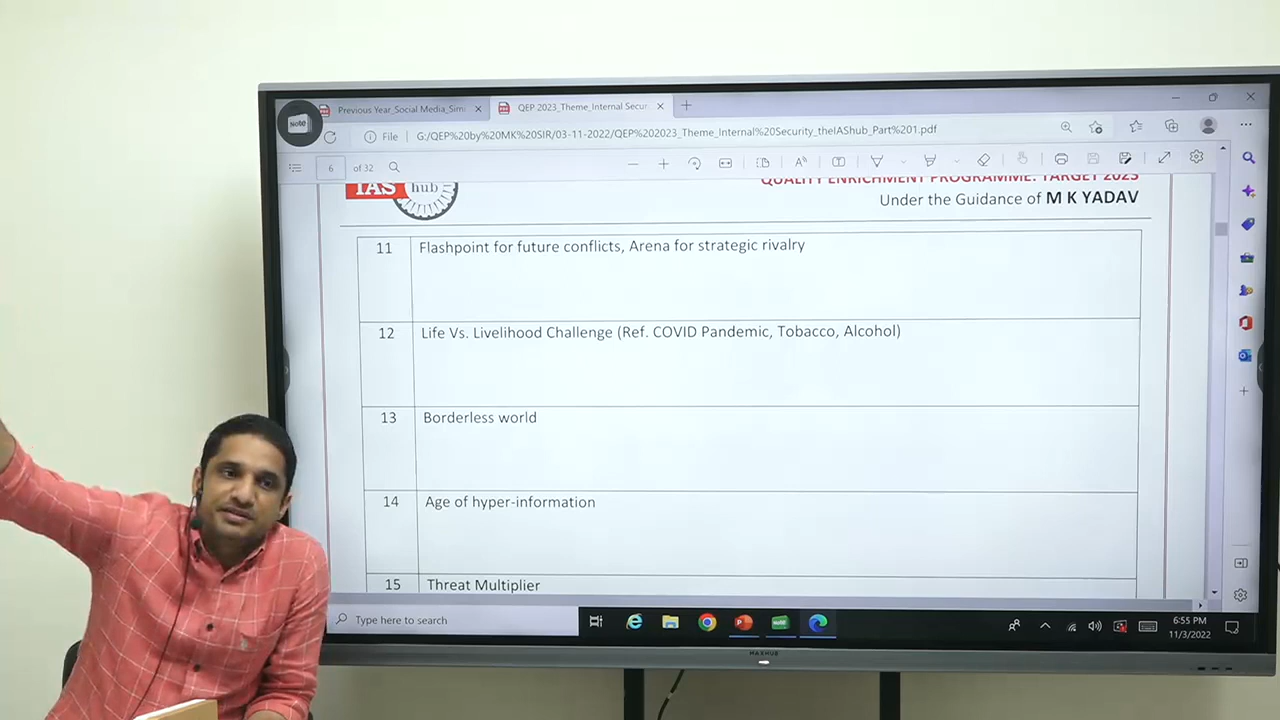 Note
Previous Year_Social Media_Simi
QEP 2023_Theme_Internal Secur
File
G:/QEP%20by%20MK%20SIR/03-11-2022/QEP%202023_Theme_Internal%20Security_theIAShub_Part%201.pdf
6 of 32
IAS hub
QUALITY ENRICHMENT PROGRAMME: TARGET 2023
Under the Guidance of M K YADAV
11 Flashpoint for future conflicts, Arena for strategic rivalry
12 Life Vs. Livelihood Challenge (Ref. COVID Pandemic, Tobacco, Alcohol)
13 Borderless world
14 Age of hyper-information
15 Threat Multiplier
Type here to search
6:55 PM
11/3/2022
MAXHUB